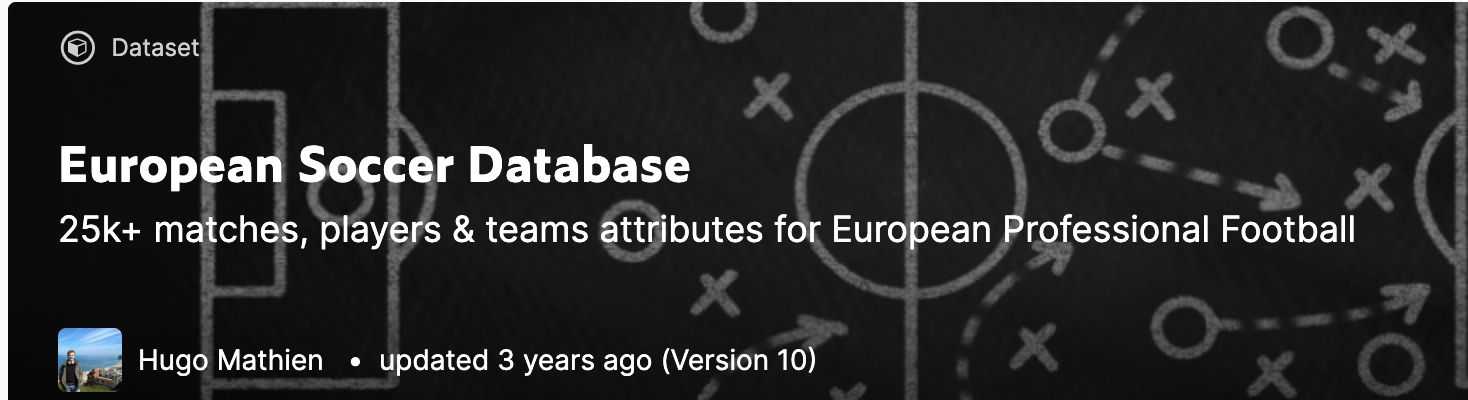 Dataset
European Soccer Database
25k+ matches, players & teams attributes for European Professional Football
Hugo Mathien • updated 3 years ago (Version 10)